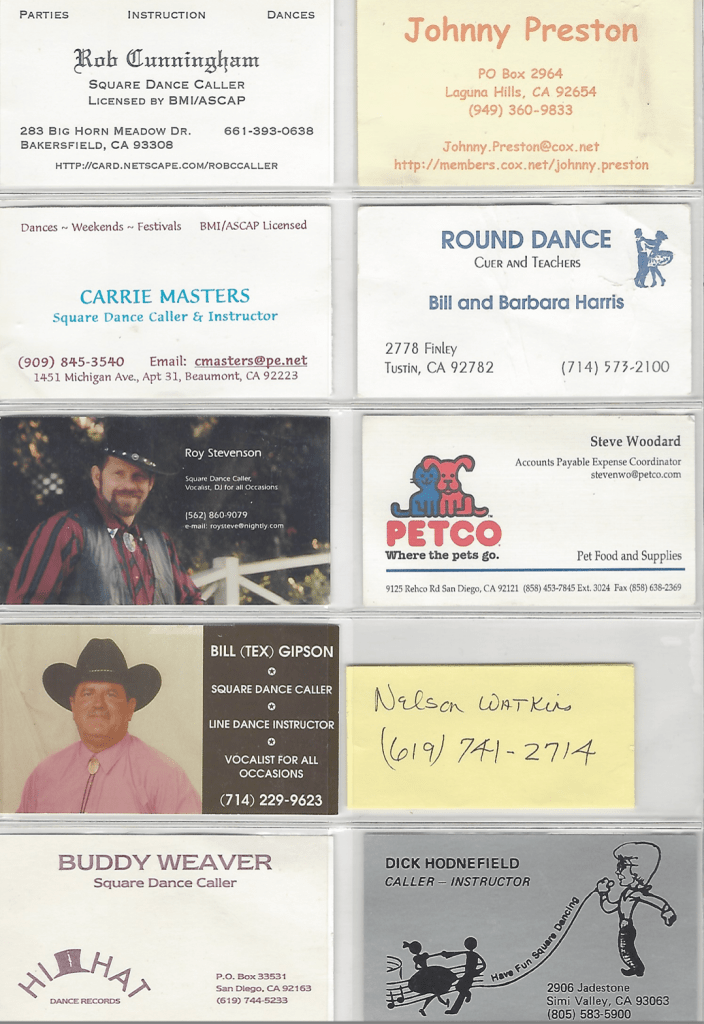 PARTIES INSTRUCTION DANCES
Rob Cunningham
SQUARE DANCE CALLER
LICENSED BY BMI/ASCAP
283 BIG HORN MEADOW DR. 661-393-0638
BAKERSFIELD, CA 93308
HTTP://CARD.NETSCAPE.COM/ROBCCALLER
Johnny Preston
PO Box 2964
Laguna Hills, CA 92654
(949) 360-9833
Johnny.Preston@cox.net
http://members.cox.net/johnny.preston
Dances ~ Weekends ~ Festivals BMI/ASCAP Licensed
CARRIE MASTERS
Square Dance Caller & Instructor
(909) 845-3540 Email: cmasters@pe.net
1451 Michigan Ave., Apt 31, Beaumont, CA 92223
ROUND DANCE
CUER AND TEACHERS
Bill and Barbara Harris
2778 FINLEY
TUSTIN, CA 92782 (714) 573-2100
Roy Stevenson
Square Dance Caller,
Vocalist, DJ for all Occasions
(562) 860-9079
e-mail: roysteve@nightly.com
Steve Woodard
Accounts Payable Expense Coordinator
stevenwo@petco.com
PETCO
Where the pets go.
Pet Food and Supplies
9125 Rehco Rd San Diego, CA 92121 (858) 453-7845 Ext. 3024 Fax (858) 638-2369
BILL (TEX) GIPSON
SQUARE DANCE CALLER
LINE DANCE INSTRUCTOR
VOCALIST FOR ALL
OCCASIONS
(714) 229-9623
Nelson WATKINS
(619) 741-2714
BUDDY WEAVER
Square Dance Caller
HI HAT
DANCE RECORDS
P.O. Box 33531
San Diego, CA 92163
(619) 744-5233
DICK HODNEFIELD
CALLER – INSTRUCTOR
Have Fun Square Dancing
2906 Jadestone
Simi Valley, CA 93063
(805) 583-5900